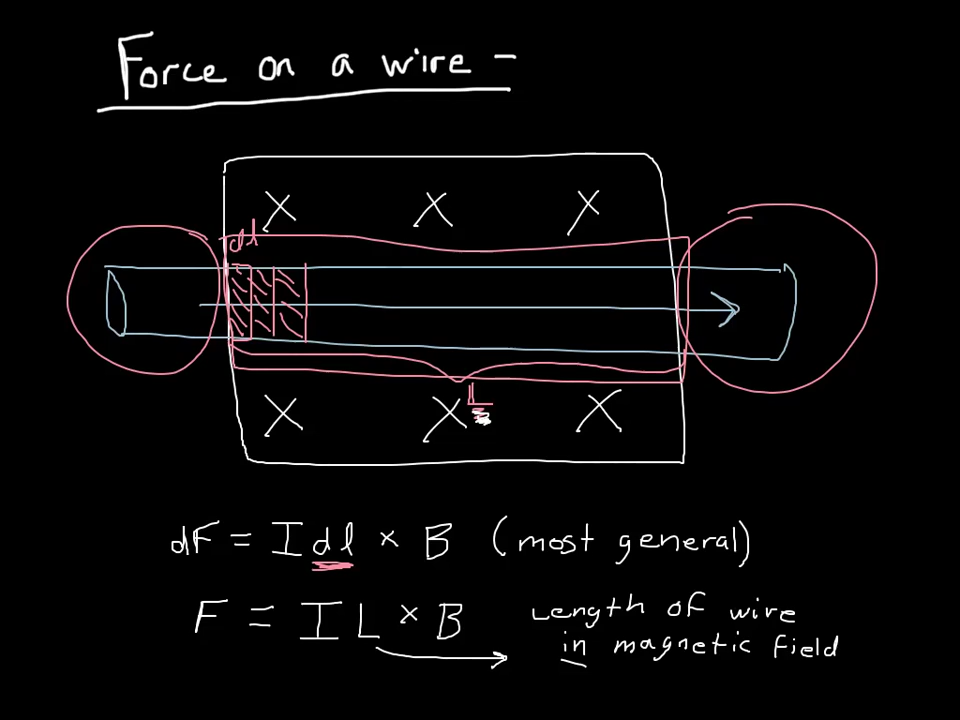 Force on a wire -
X X X
dl
L
X X X
dF = I dl × B (most general)
F = I L × B Length of wire
in magnetic field